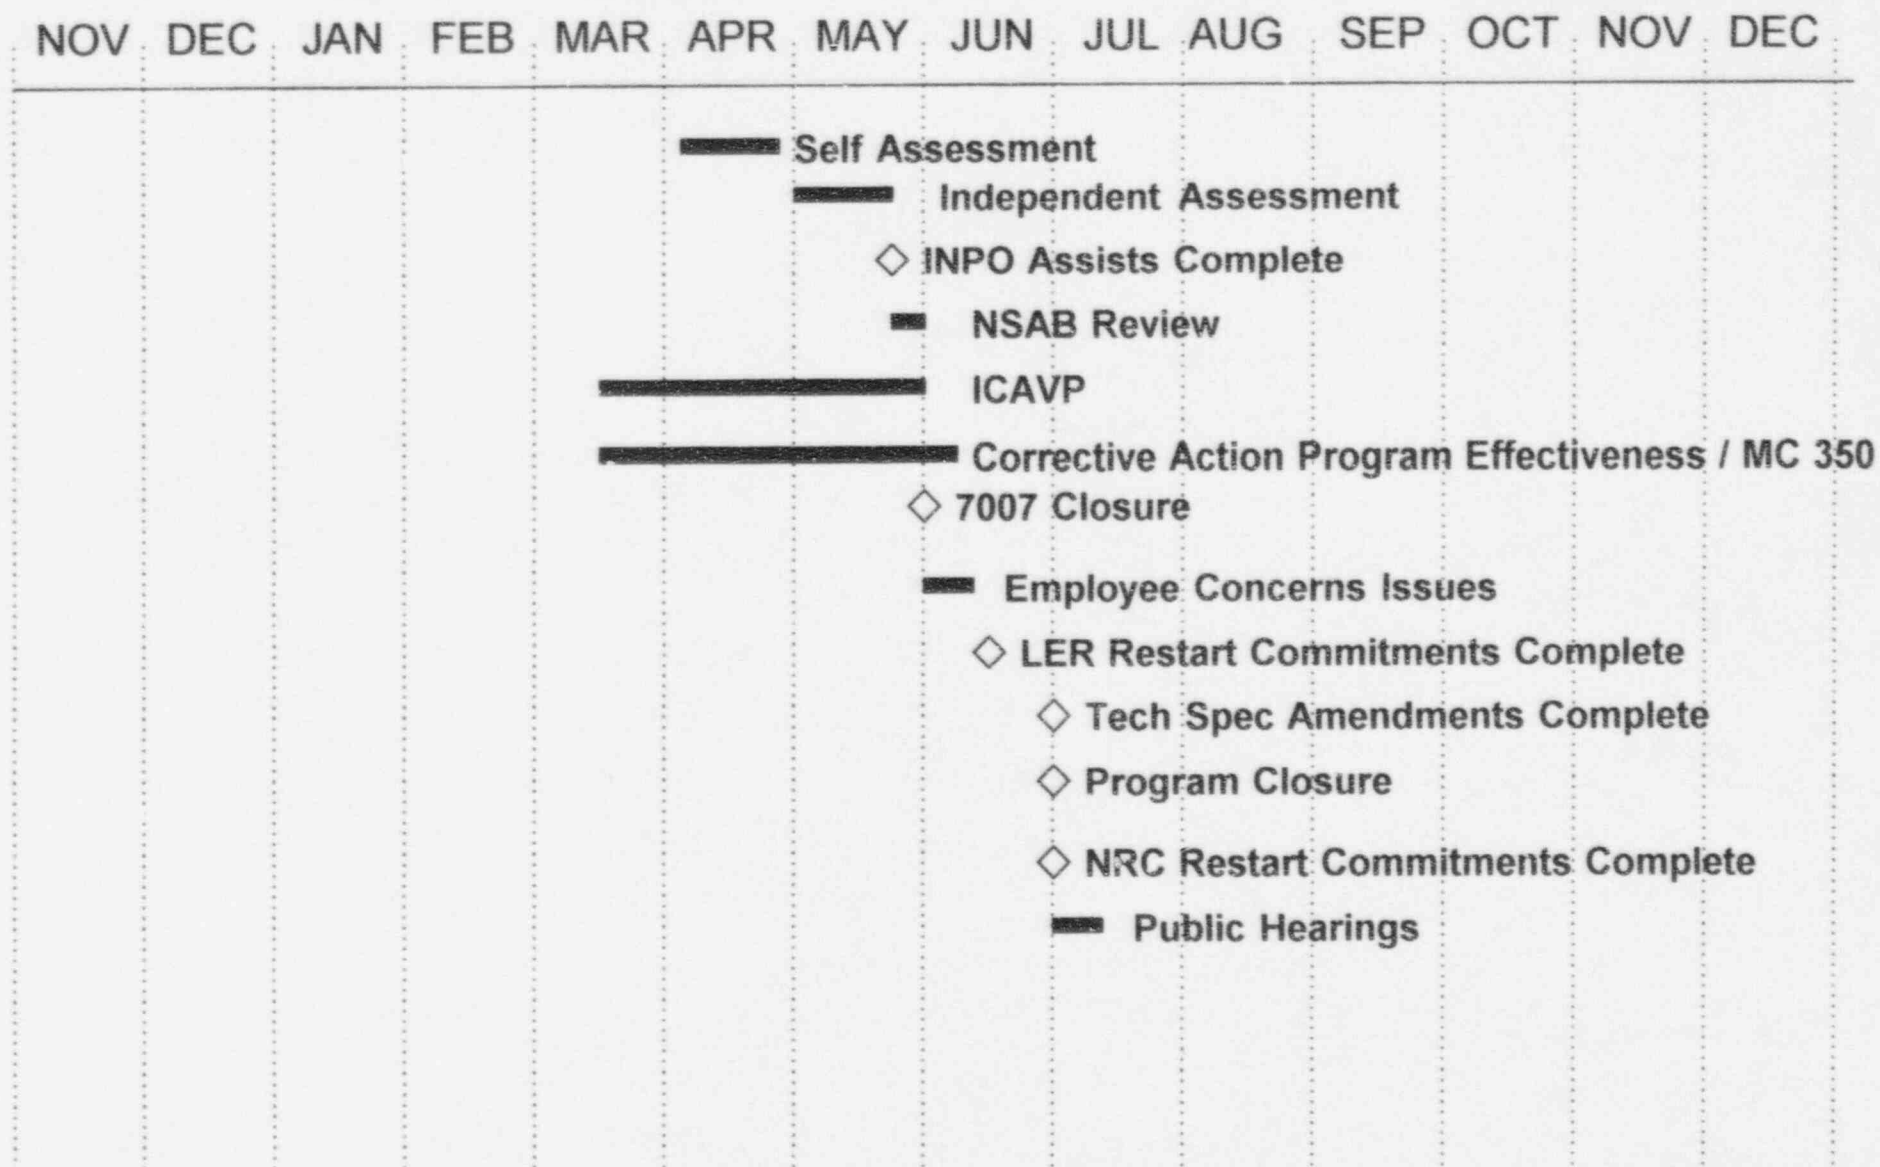 NOV DEC JAN FEB MAR APR MAY JUN JUL AUG SEP OCT NOV DEC
Self Assessment
Independent Assessment
INPO Assists Complete
NSAB Review
ICAVP
Corrective Action Program Effectiveness / MC 350
7007 Closure
Employee Concerns Issues
LER Restart Commitments Complete
Tech Spec Amendments Complete
Program Closure
NRC Restart Commitments Complete
Public Hearings